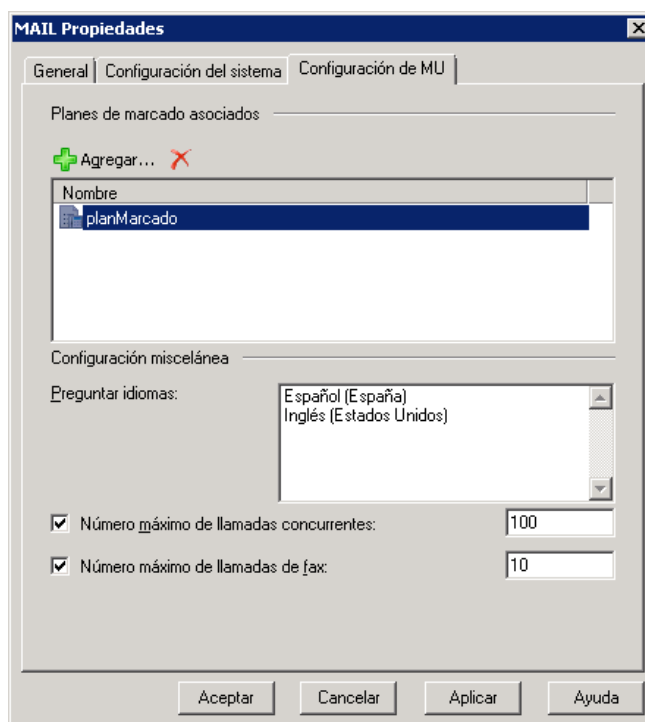 MAIL Propiedades
General
Configuración del sistema
Configuración de MU
Planes de marcado asociados
Agregar...
Nombre
planMarcado
Configuración miscelánea
Preguntar idiomas:
Español (España)
Inglés (Estados Unidos)
Número máximo de llamadas concurrentes:
100
Número máximo de llamadas de fax:
10
Aceptar
Cancelar
Aplicar
Ayuda